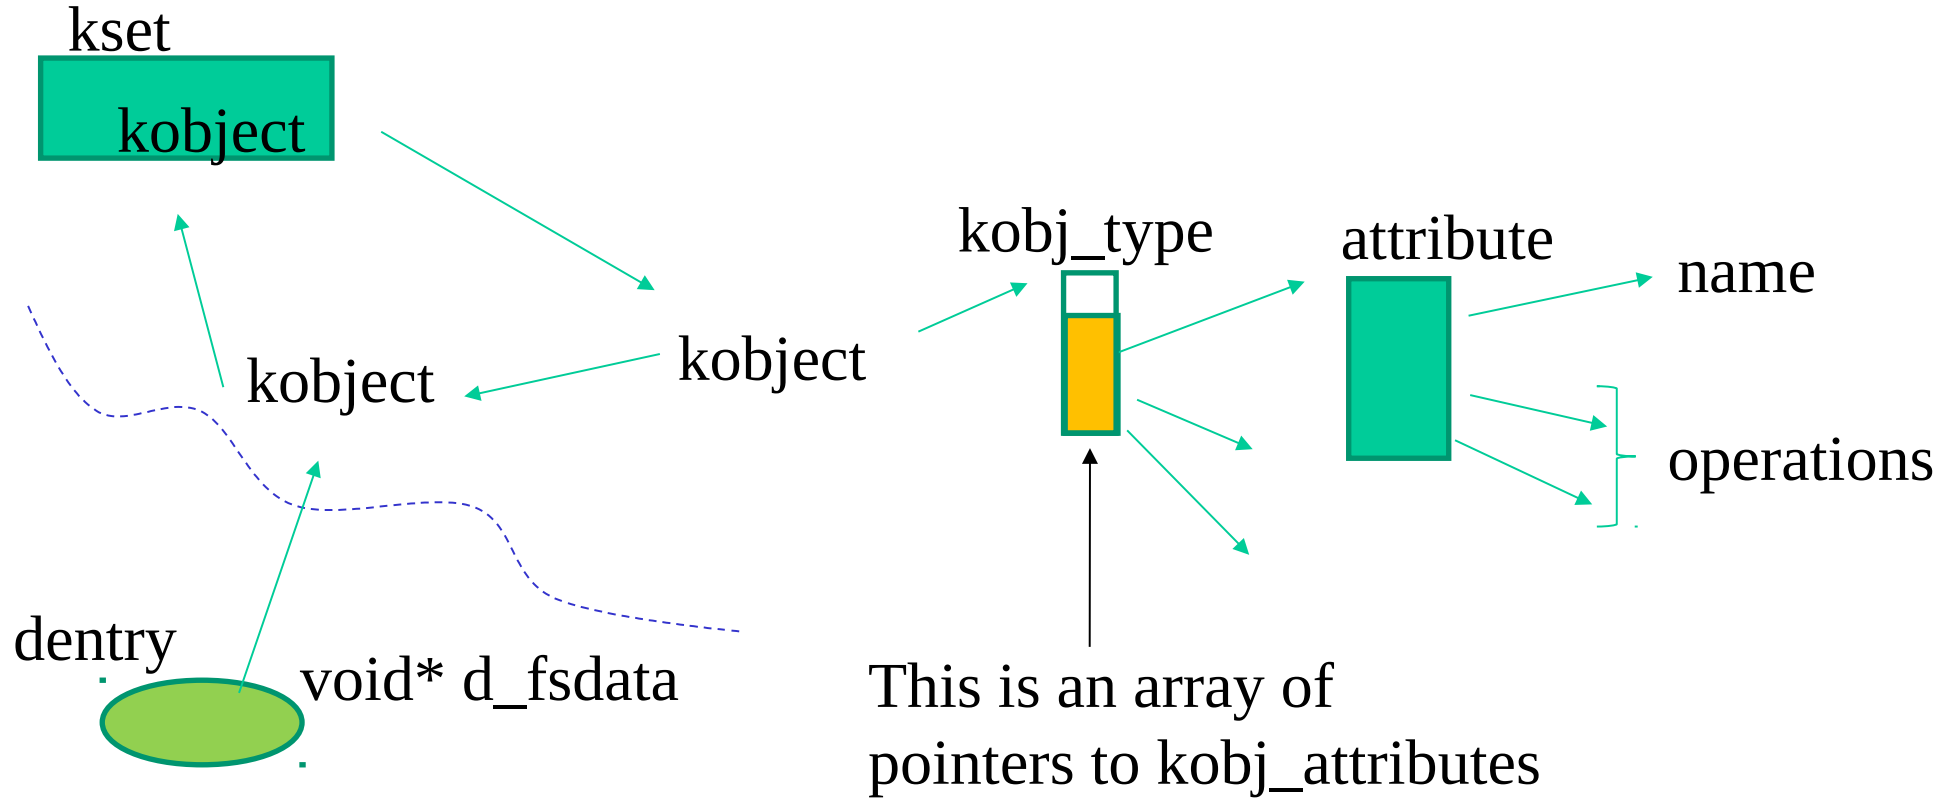 kset
kobject
kobj_type
attribute
name
kobject
kobject
operations
dentry
void* d_fsdata
This is an array of
pointers to kobj_attributes